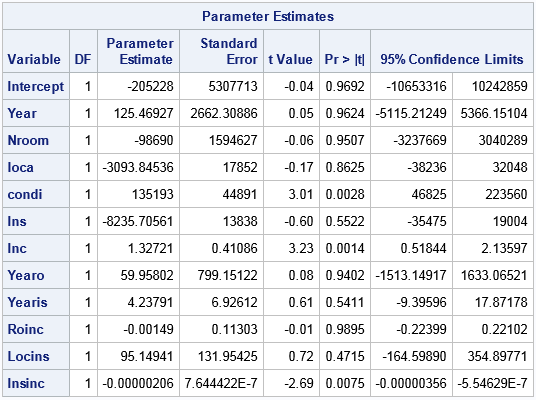 Parameter Estimates
Variable DF Parameter Estimate Standard Error t Value Pr > |t| 95% Confidence Limits
Intercept 1 -205228 5307713 -0.04 0.9692 -10653316 10242859
Year 1 125.46927 2662.30886 0.05 0.9624 -5115.21249 5366.15104
Nroom 1 -98690 1594627 -0.06 0.9507 -3237669 3040289
loca 1 -3093.84536 17852 -0.17 0.8625 -38236 32048
condi 1 135193 44891 3.01 0.0028 46825 223560
Ins 1 -8235.70561 13838 -0.60 0.5522 -35475 19004
Inc 1 1.32721 0.41086 3.23 0.0014 0.51844 2.13597
Yearo 1 59.95802 799.15122 0.08 0.9402 -1513.14917 1633.06521
Yearis 1 4.23791 6.92612 0.61 0.5411 -9.39596 17.87178
Roinc 1 -0.00149 0.11303 -0.01 0.9895 -0.22399 0.22102
Locins 1 95.14941 131.95425 0.72 0.4715 -164.59890 354.89771
Insinc 1 -0.00000206 7.644422E-7 -2.69 0.0075 -0.00000356 -5.54629E-7